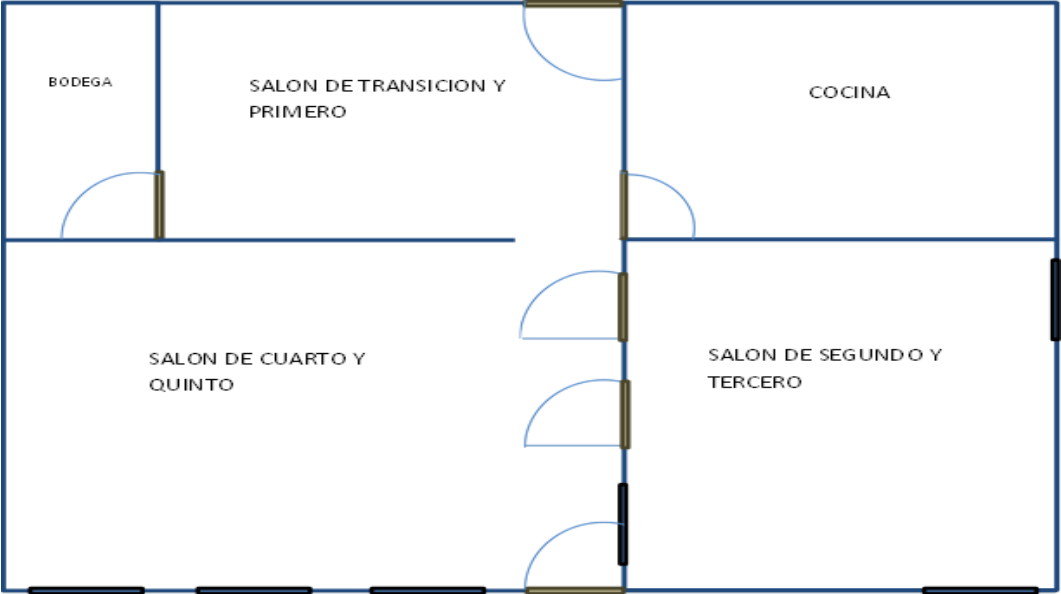 BODEGA
SALON DE TRANSICION Y
PRIMERO
COCINA
SALON DE CUARTO Y
QUINTO
SALON DE SEGUNDO Y
TERCERO